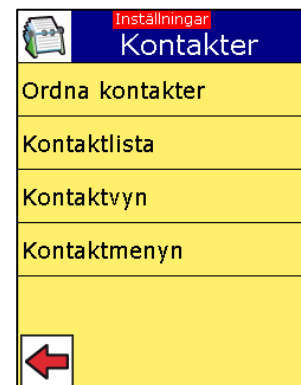 Inställningar
Kontakter
Ordna kontakter
Kontaktlista
Kontaktvyn
Kontaktmenyn